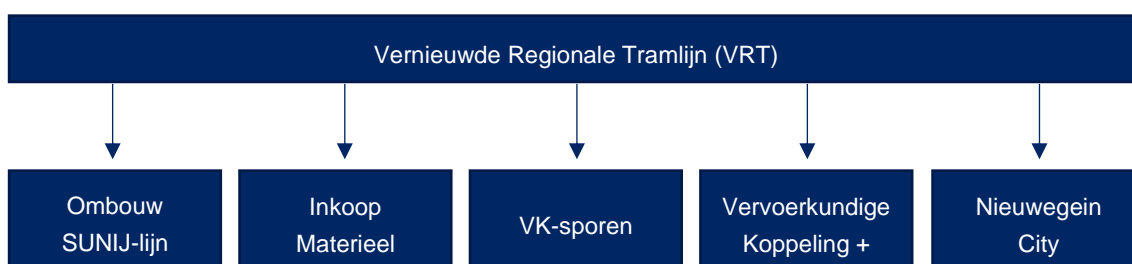 Vernieuwde Regionale Tramlijn (VRT)
Ombouw
SUNIJ-lijn
Inkoop
Materieel
VK-sporen
Vervoerkundige
Koppeling +
Nieuwegein
City